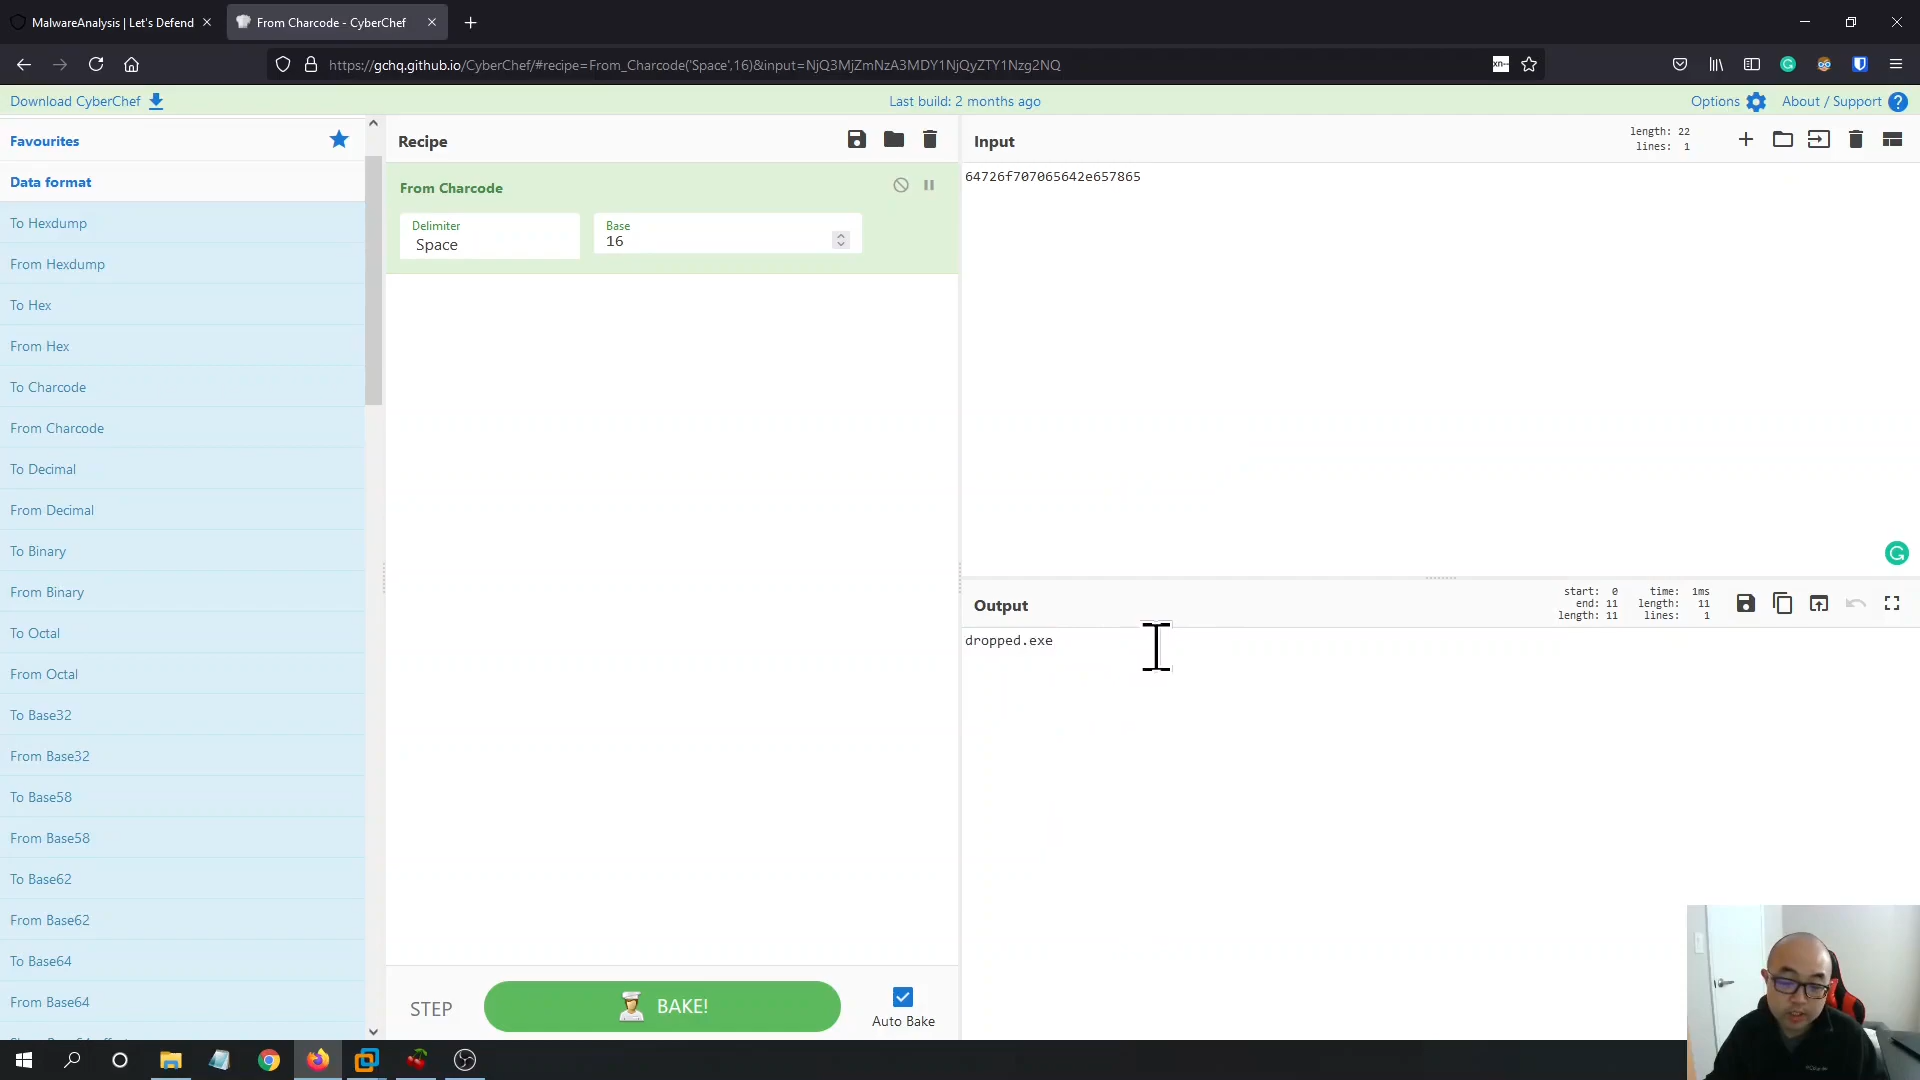 MalwareAnalysis | Let's Defend
From Charcode - CyberChef
https://gchq.github.io/CyberChef/#recipe=From_Charcode('Space',16)&input=NjQ3MjZmNzA3MDY1NjQyZTY1Nzg2NQ
Download CyberChef
Last build: 2 months ago
Options
About / Support
Favourites
Data format
To Hexdump
From Hexdump
To Hex
From Hex
To Charcode
From Charcode
To Decimal
From Decimal
To Binary
From Binary
To Octal
From Octal
To Base32
From Base32
To Base58
From Base58
To Base62
From Base62
To Base64
From Base64
Recipe
From Charcode
Delimiter
Space
Base
16
STEP
BAKE!
Auto Bake
Input
length: 22
lines: 1
64726f707065642e657865
Output
start: 0
end: 11
length: 11
time: 1ms
length: 11
lines: 1
dropped.exe